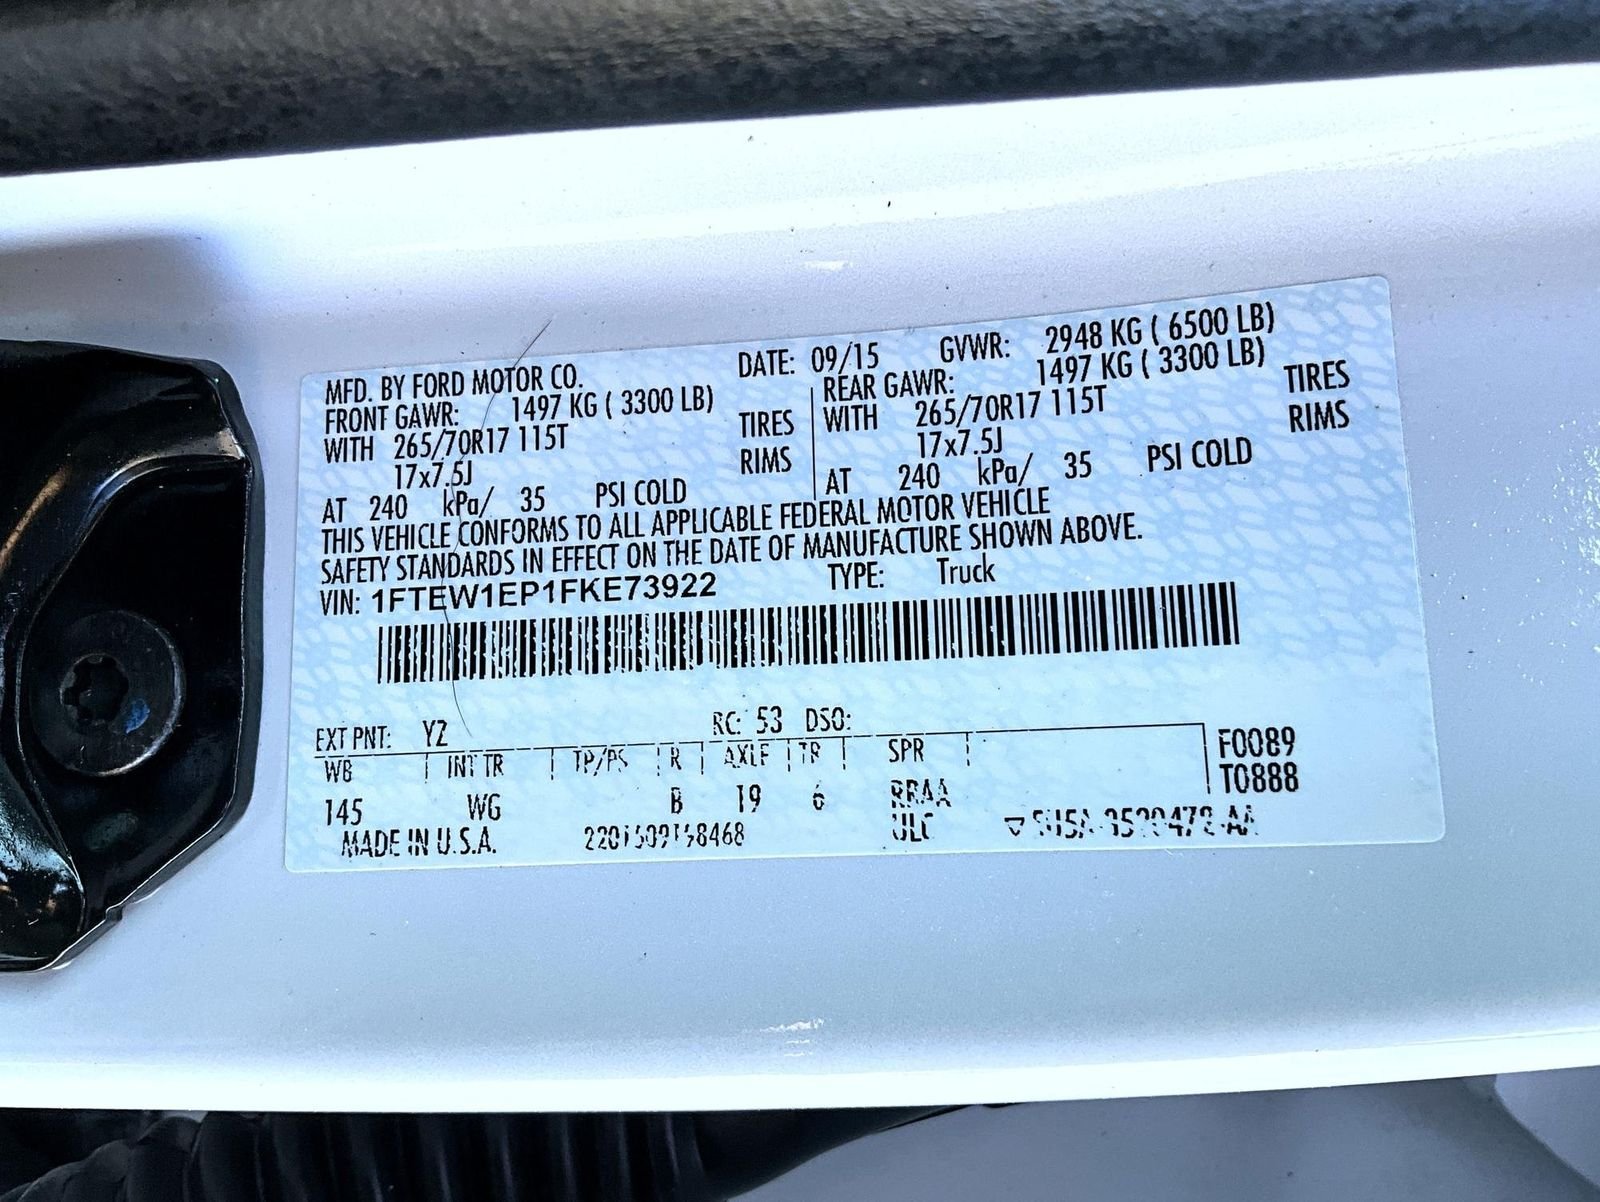 MFD. BY FORD MOTOR CO. DATE: 09/15 GVWR: 2948 KG ( 6500 LB)
FRONT GAWR: 1497 KG ( 3300 LB) REAR GAWR: 1497 KG ( 3300 LB)
WITH 265/70R17 115T TIRES WITH 265/70R17 115T TIRES
17x7.5J RIMS 17x7.5J RIMS
AT 240 kPa/ 35 PSI COLD AT 240 kPa/ 35 PSI COLD
THIS VEHICLE CONFORMS TO ALL APPLICABLE FEDERAL MOTOR VEHICLE
SAFETY STANDARDS IN EFFECT ON THE DATE OF MANUFACTURE SHOWN ABOVE.
VIN: 1FTEW1EP1FKE73922 TYPE: Truck
EXT PNT: YZ RC: 53 DSO:
WB INT TR TP/PS R AXLE TR SPR F0089
145 WG B 19 6 RRAA T0888
MADE IN U.S.A. ULC